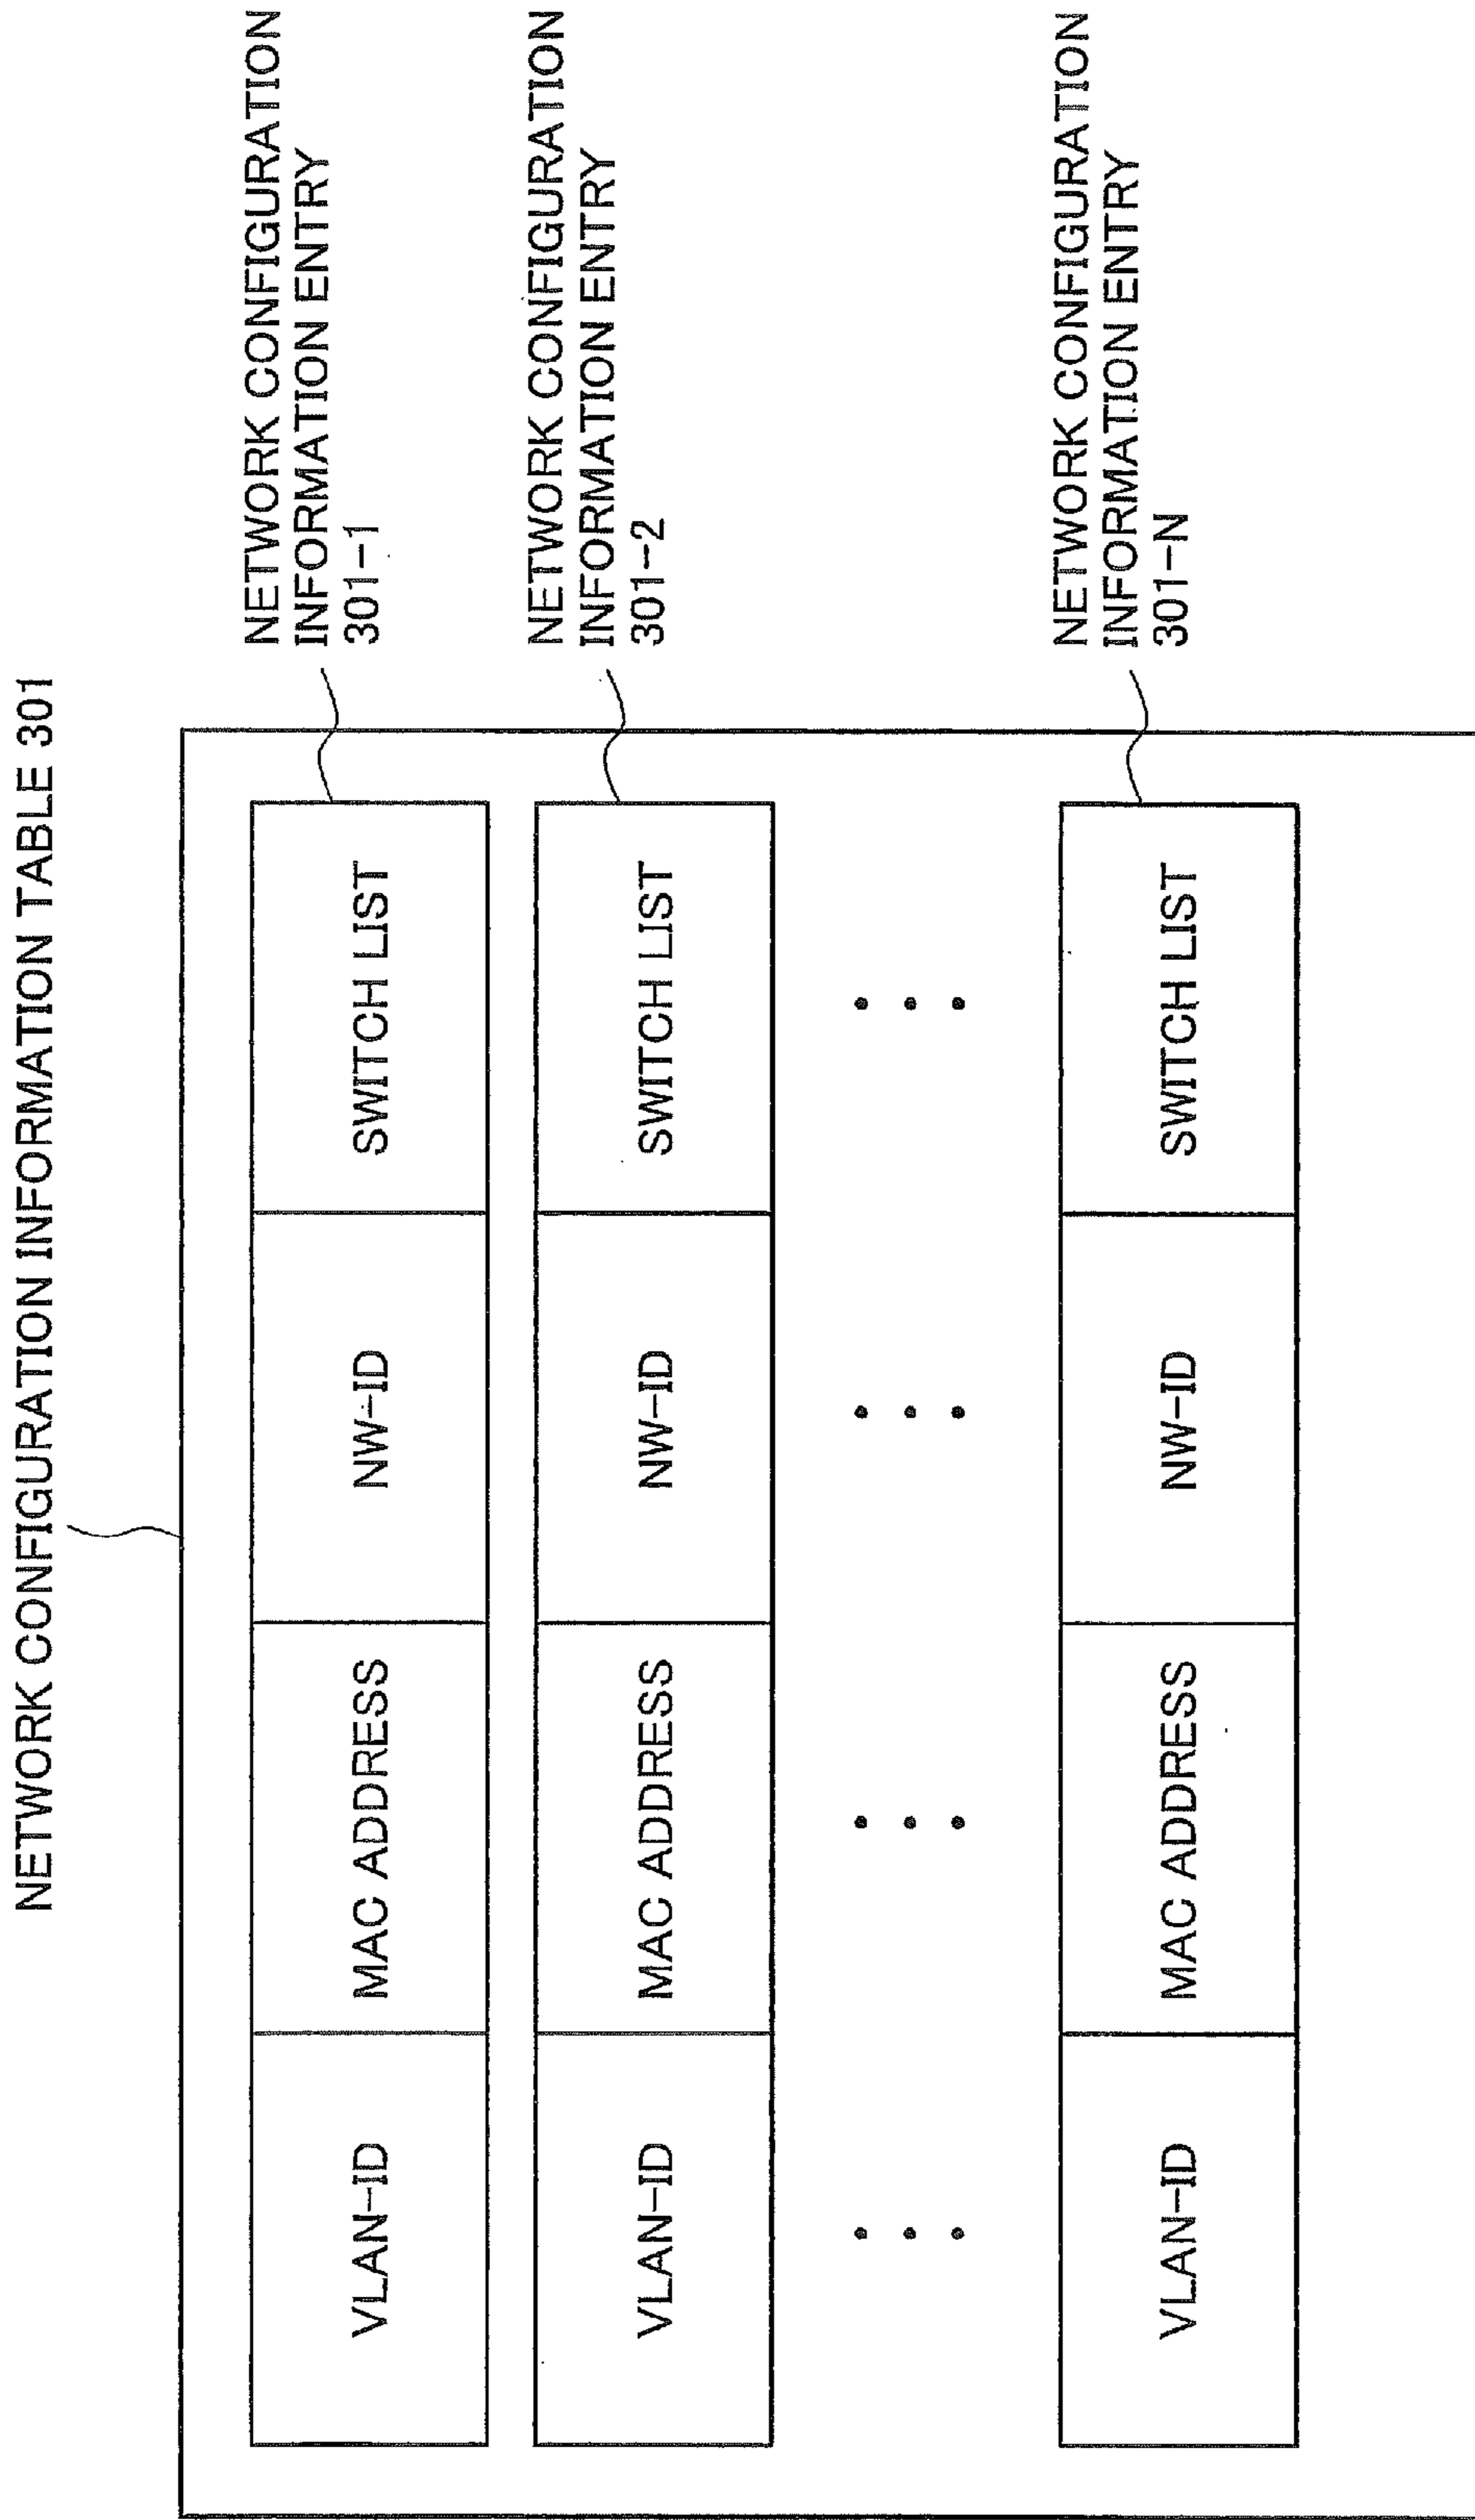 NETWORK CONFIGURATION INFORMATION TABLE 301
VLAN-ID
MAC ADDRESS
NW-ID
SWITCH LIST
NETWORK CONFIGURATION
INFORMATION ENTRY
301-1
VLAN-ID
MAC ADDRESS
NW-ID
SWITCH LIST
NETWORK CONFIGURATION
INFORMATION ENTRY
301-2
VLAN-ID
MAC ADDRESS
NW-ID
SWITCH LIST
NETWORK CONFIGURATION
INFORMATION ENTRY
301-N